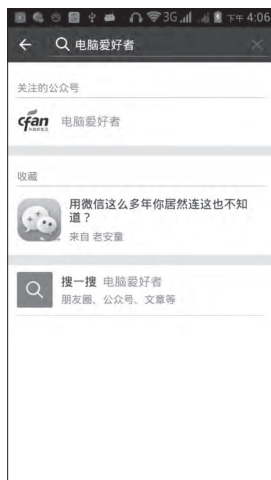 3G 下午 4:06
电脑爱好者
关注的公众号
cfan
电脑爱好者
收藏
用微信这么多年你居然连这也不知
道？
来自 老安童
搜一搜 电脑爱好者
朋友圈、公众号、文章等